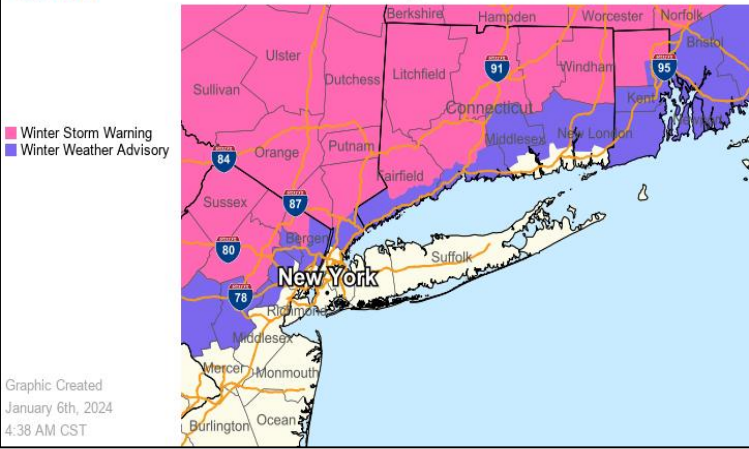 Winter Storm Warning
Winter Weather Advisory
Graphic Created
January 6th, 2024
4:38 AM CST
Berkshire
Hampden
Worcester
Norfolk
Bristol
Ulster
Sullivan
Dutchess
Litchfield
91
Windham
95
Connecticut
Kent
Newport
Middlesex
New London
84
Orange
Putnam
Fairfield
Sussex
87
80
Bergen
Suffolk
New York
78
Richmond
Middlesex
Mercer
Monmouth
Burlington
Ocean